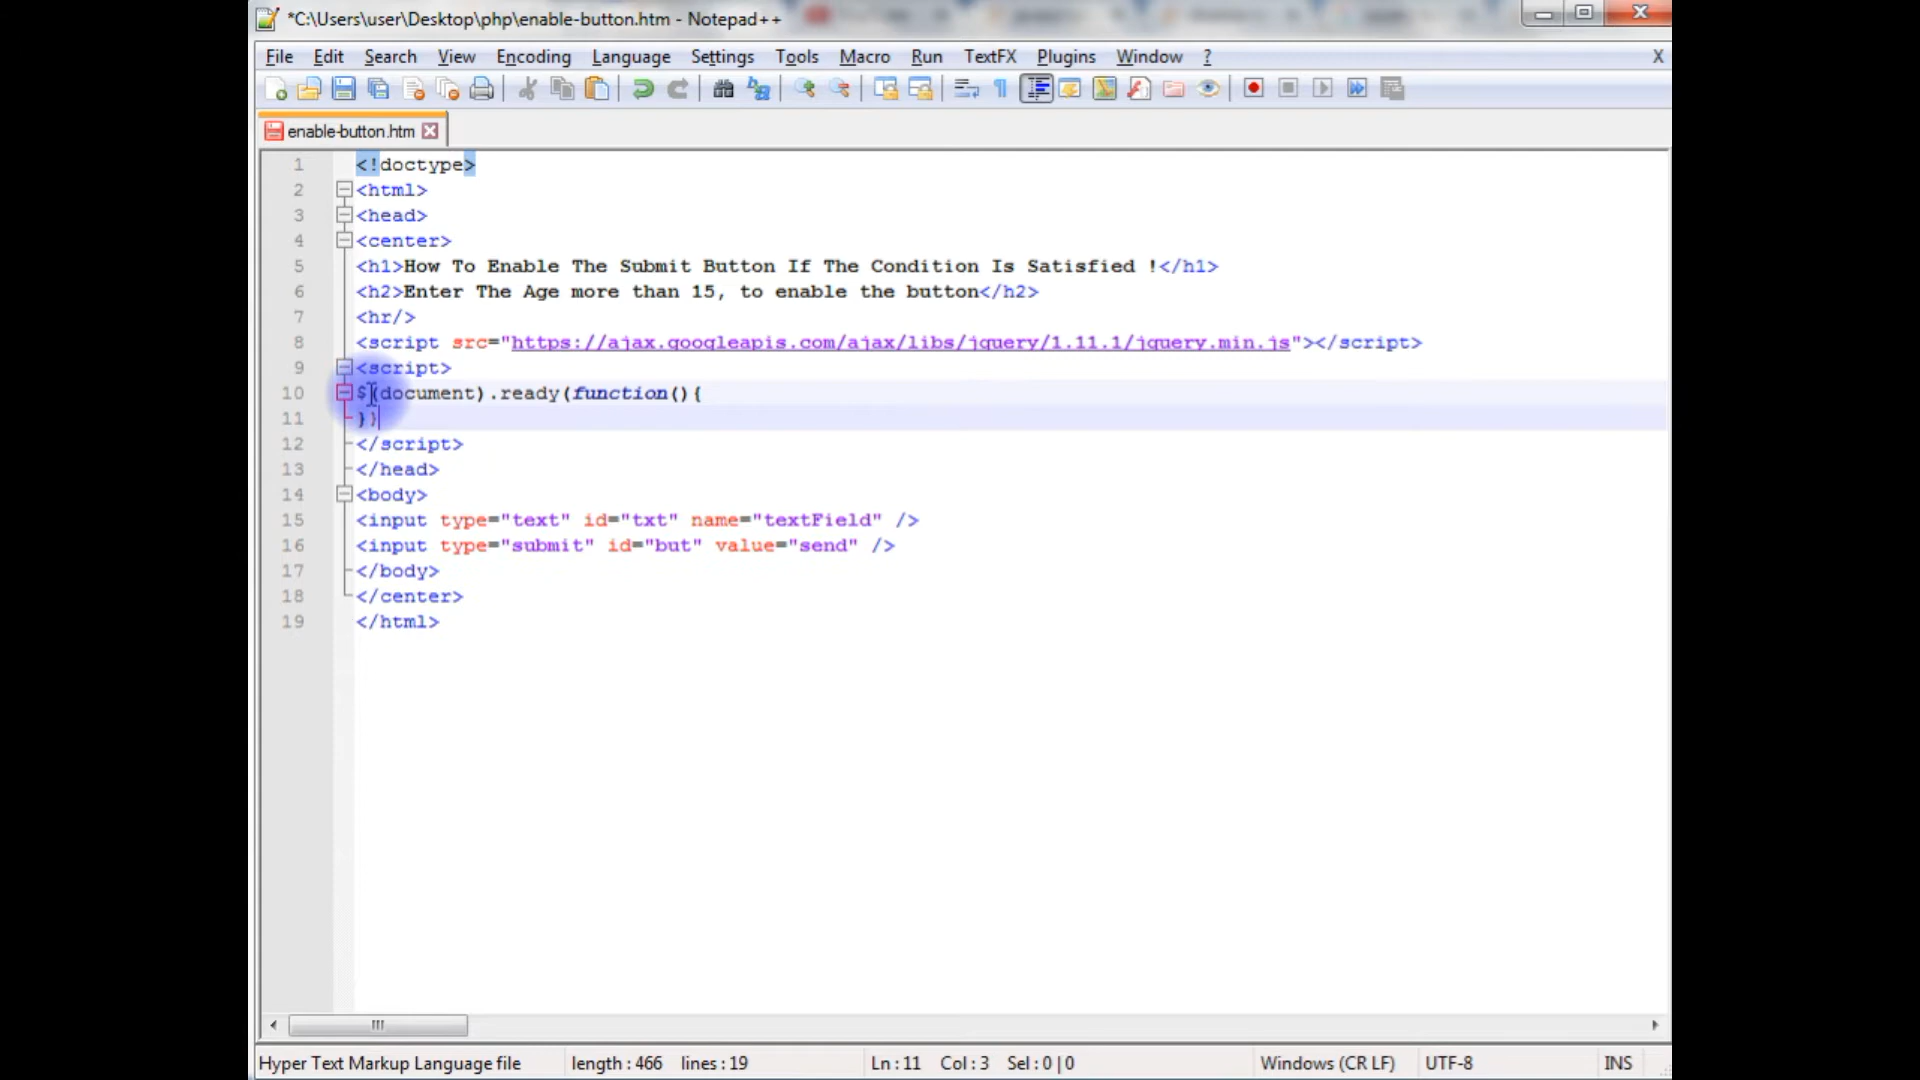 *C:\Users\user\Desktop\php\enable-button.htm - Notepad++
File Edit Search View Encoding Language Settings Tools Macro Run TextFX Plugins Window ? X
enable-button.htm
1 <!doctype>
2 <html>
3 <head>
4 <center>
5 <h1>How To Enable The Submit Button If The Condition Is Satisfied !</h1>
6 <h2>Enter The Age more than 15, to enable the button</h2>
7 <hr/>
8 <script src="https://ajax.googleapis.com/ajax/libs/jquery/1.11.1/jquery.min.js"></script>
9 <script>
10 $(document).ready(function(){
11 })
12 </script>
13 </head>
14 <body>
15 <input type="text" id="txt" name="textField" />
16 <input type="submit" id="but" value="send" />
17 </body>
18 </center>
19 </html>
Hyper Text Markup Language file length : 466 lines : 19 Ln : 11 Col : 3 Sel : 0 | 0 Windows (CR LF) UTF-8 INS